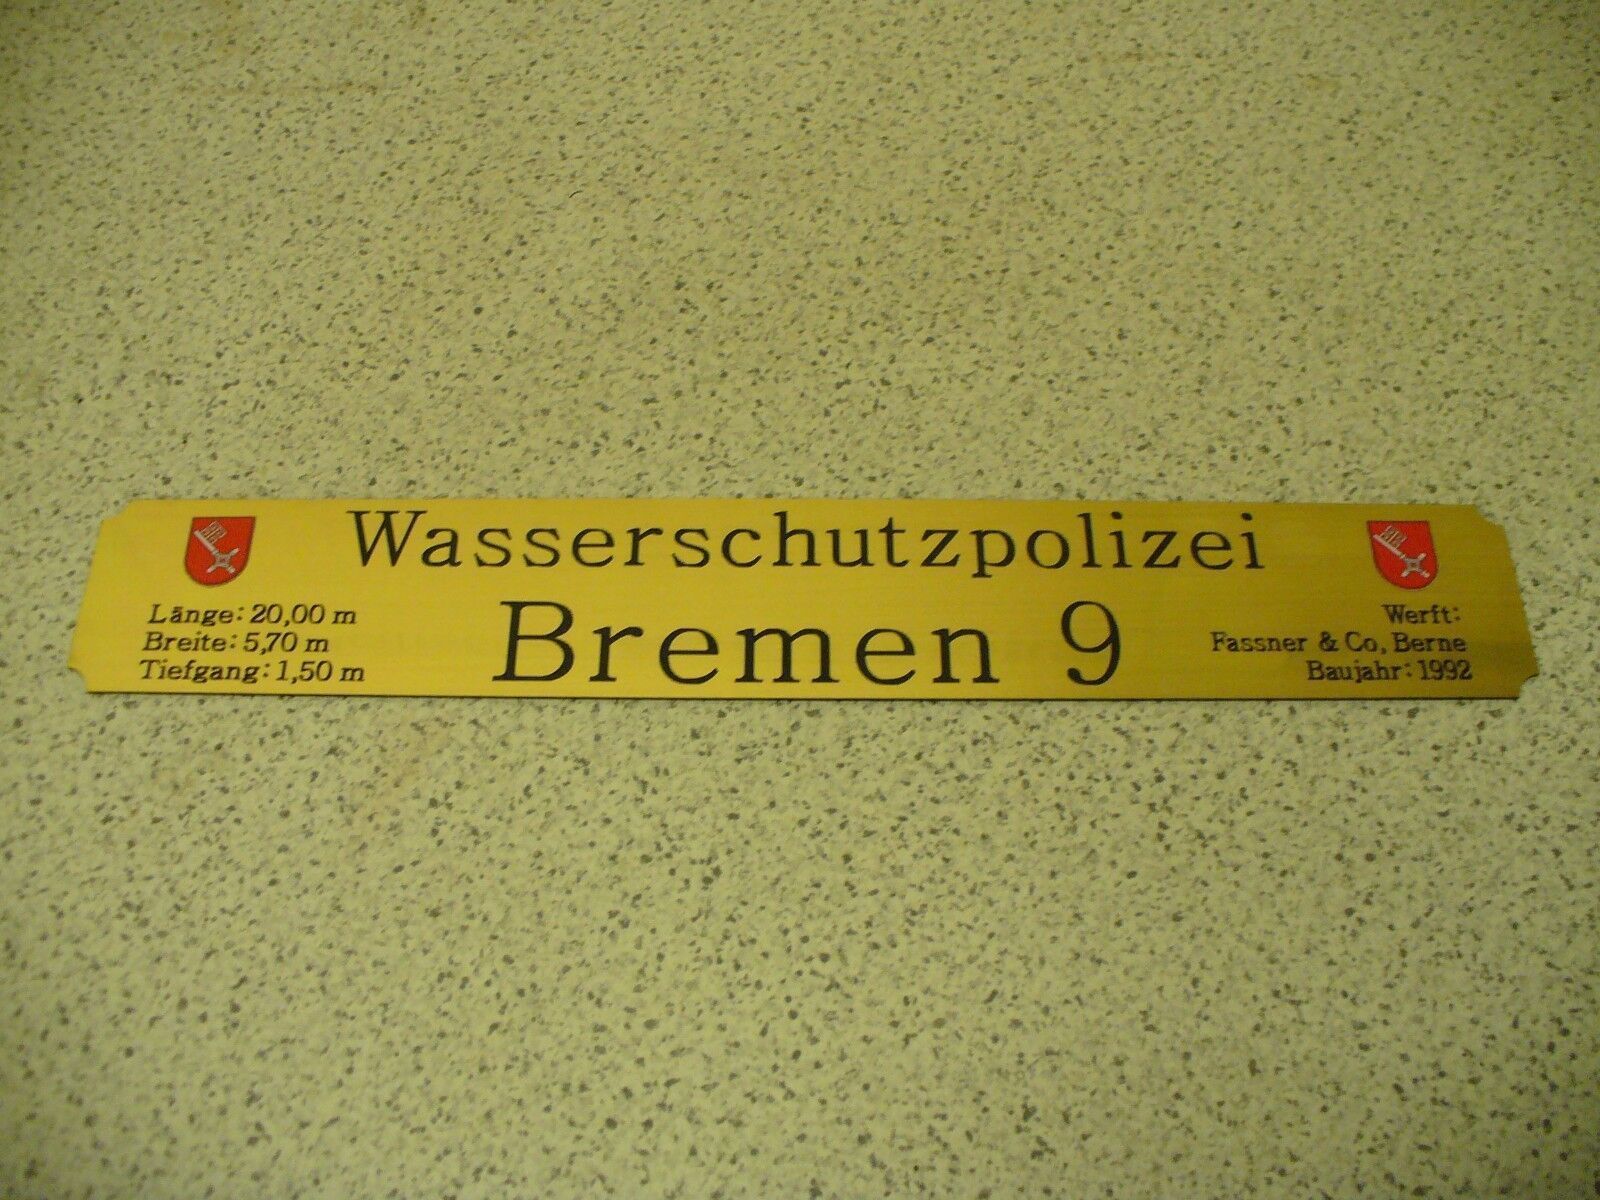 Wasserschutzpolizei
Bremen 9
Länge: 20,00 m
Breite: 5,70 m
Tiefgang: 1,50 m
Werft:
Fassner & Co, Berne
Baujahr: 1992